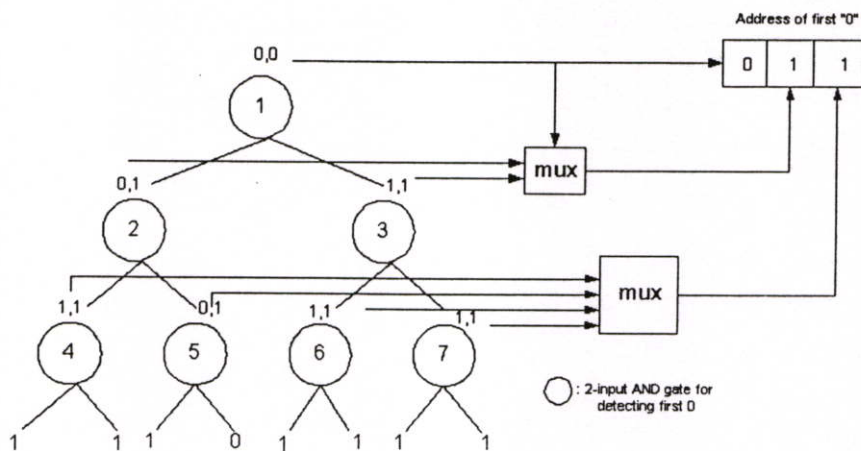 Address of first "0"
0,0
0 1 1
1
mux
0,1 1,1
2 3
mux
1,1 0,1 1,1 1,1
4 5 6 7
: 2-input AND gate for
detecting first 0
1 1 1 0 1 1 1 1